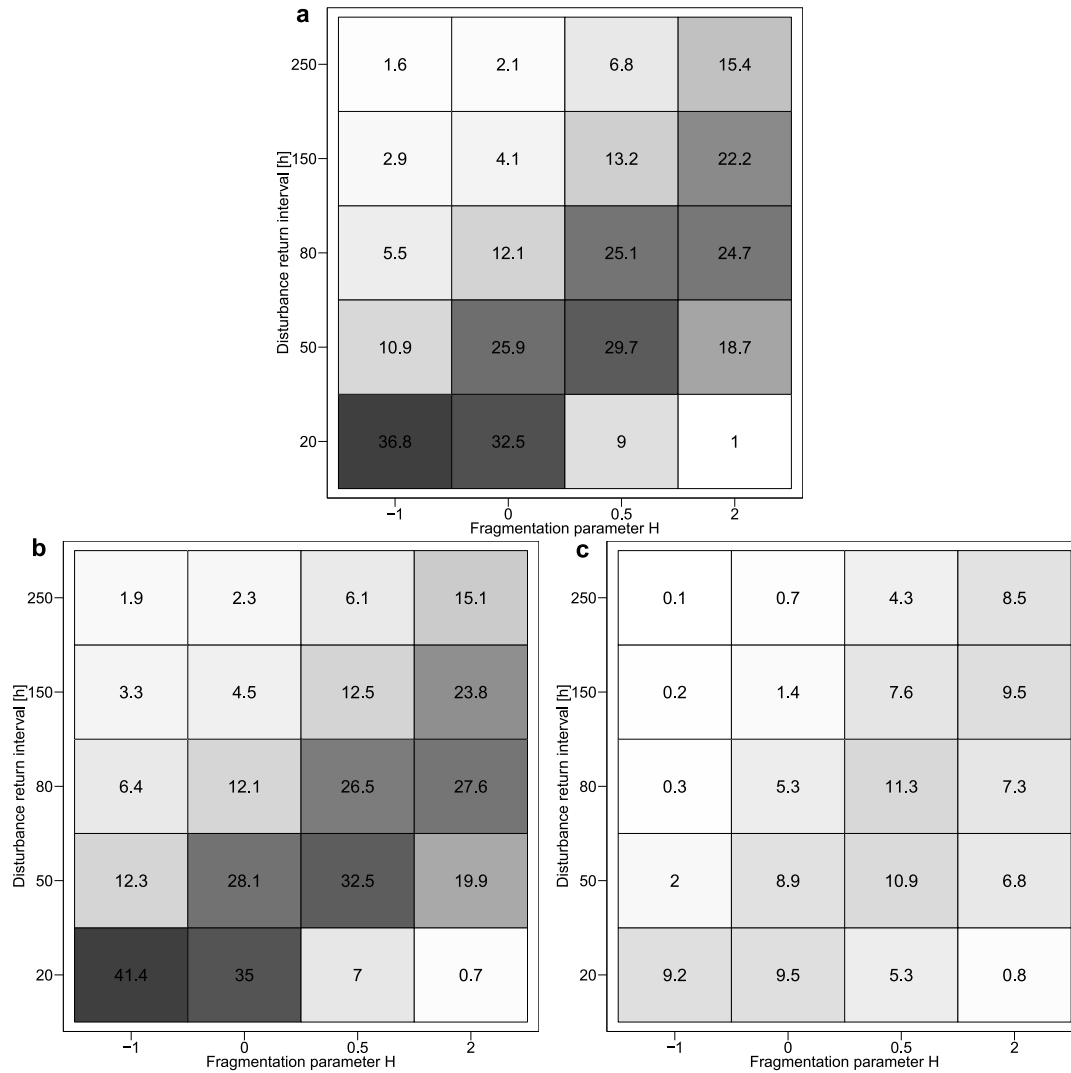 a
Disturbance return interval [h]
250 1.6 2.1 6.8 15.4
150 2.9 4.1 13.2 22.2
80 5.5 12.1 25.1 24.7
50 10.9 25.9 29.7 18.7
20 36.8 32.5 9 1
−1 0 0.5 2
Fragmentation parameter H
b
Disturbance return interval [h]
250 1.9 2.3 6.1 15.1
150 3.3 4.5 12.5 23.8
80 6.4 12.1 26.5 27.6
50 12.3 28.1 32.5 19.9
20 41.4 35 7 0.7
−1 0 0.5 2
Fragmentation parameter H
c
Disturbance return interval [h]
250 0.1 0.7 4.3 8.5
150 0.2 1.4 7.6 9.5
80 0.3 5.3 11.3 7.3
50 2 8.9 10.9 6.8
20 9.2 9.5 5.3 0.8
−1 0 0.5 2
Fragmentation parameter H